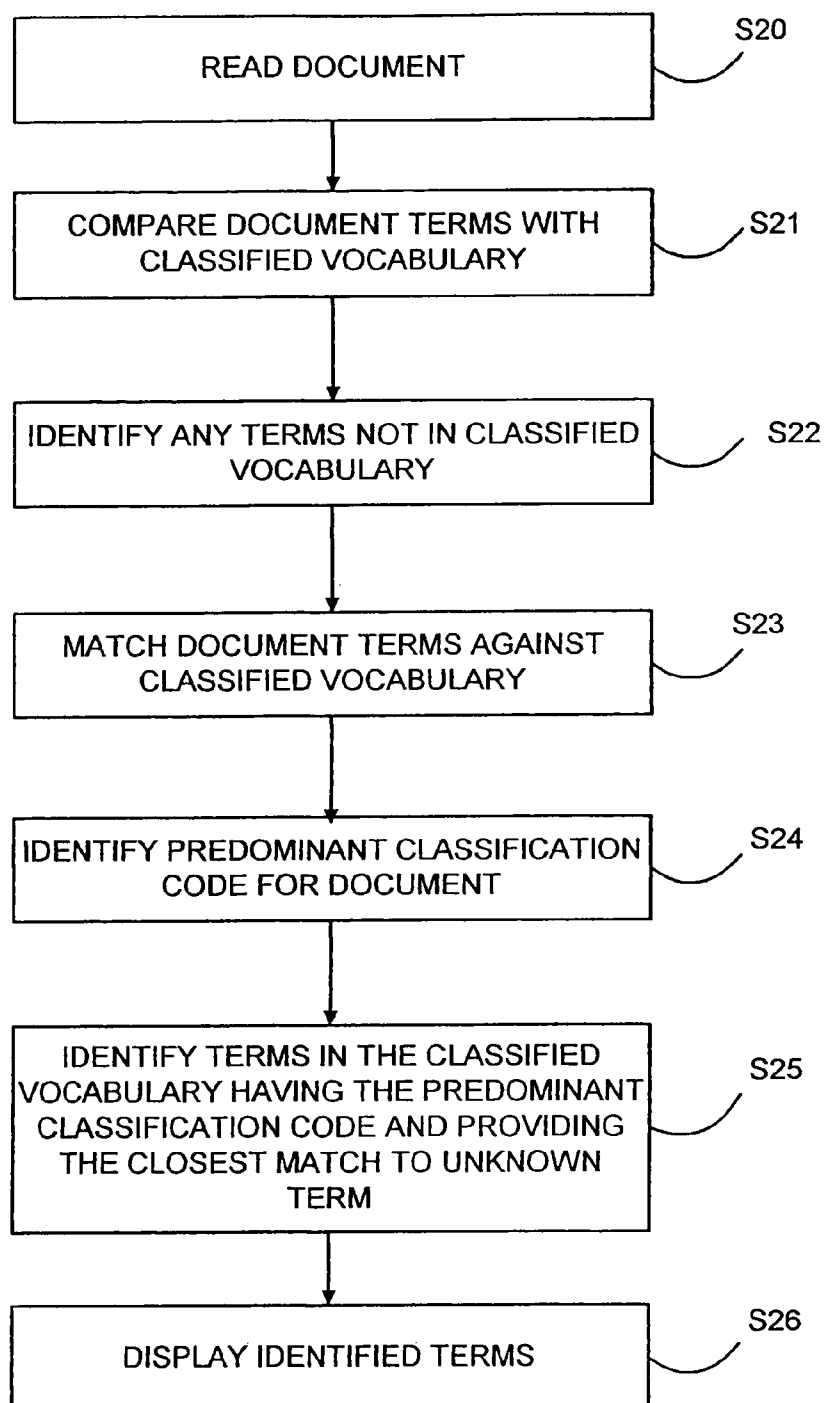 READ DOCUMENT
S20
COMPARE DOCUMENT TERMS WITH
CLASSIFIED VOCABULARY
S21
IDENTIFY ANY TERMS NOT IN CLASSIFIED
VOCABULARY
S22
MATCH DOCUMENT TERMS AGAINST
CLASSIFIED VOCABULARY
S23
IDENTIFY PREDOMINANT CLASSIFICATION
CODE FOR DOCUMENT
S24
IDENTIFY TERMS IN THE CLASSIFIED
VOCABULARY HAVING THE PREDOMINANT
CLASSIFICATION CODE AND PROVIDING
THE CLOSEST MATCH TO UNKNOWN
TERM
S25
DISPLAY IDENTIFIED TERMS
S26